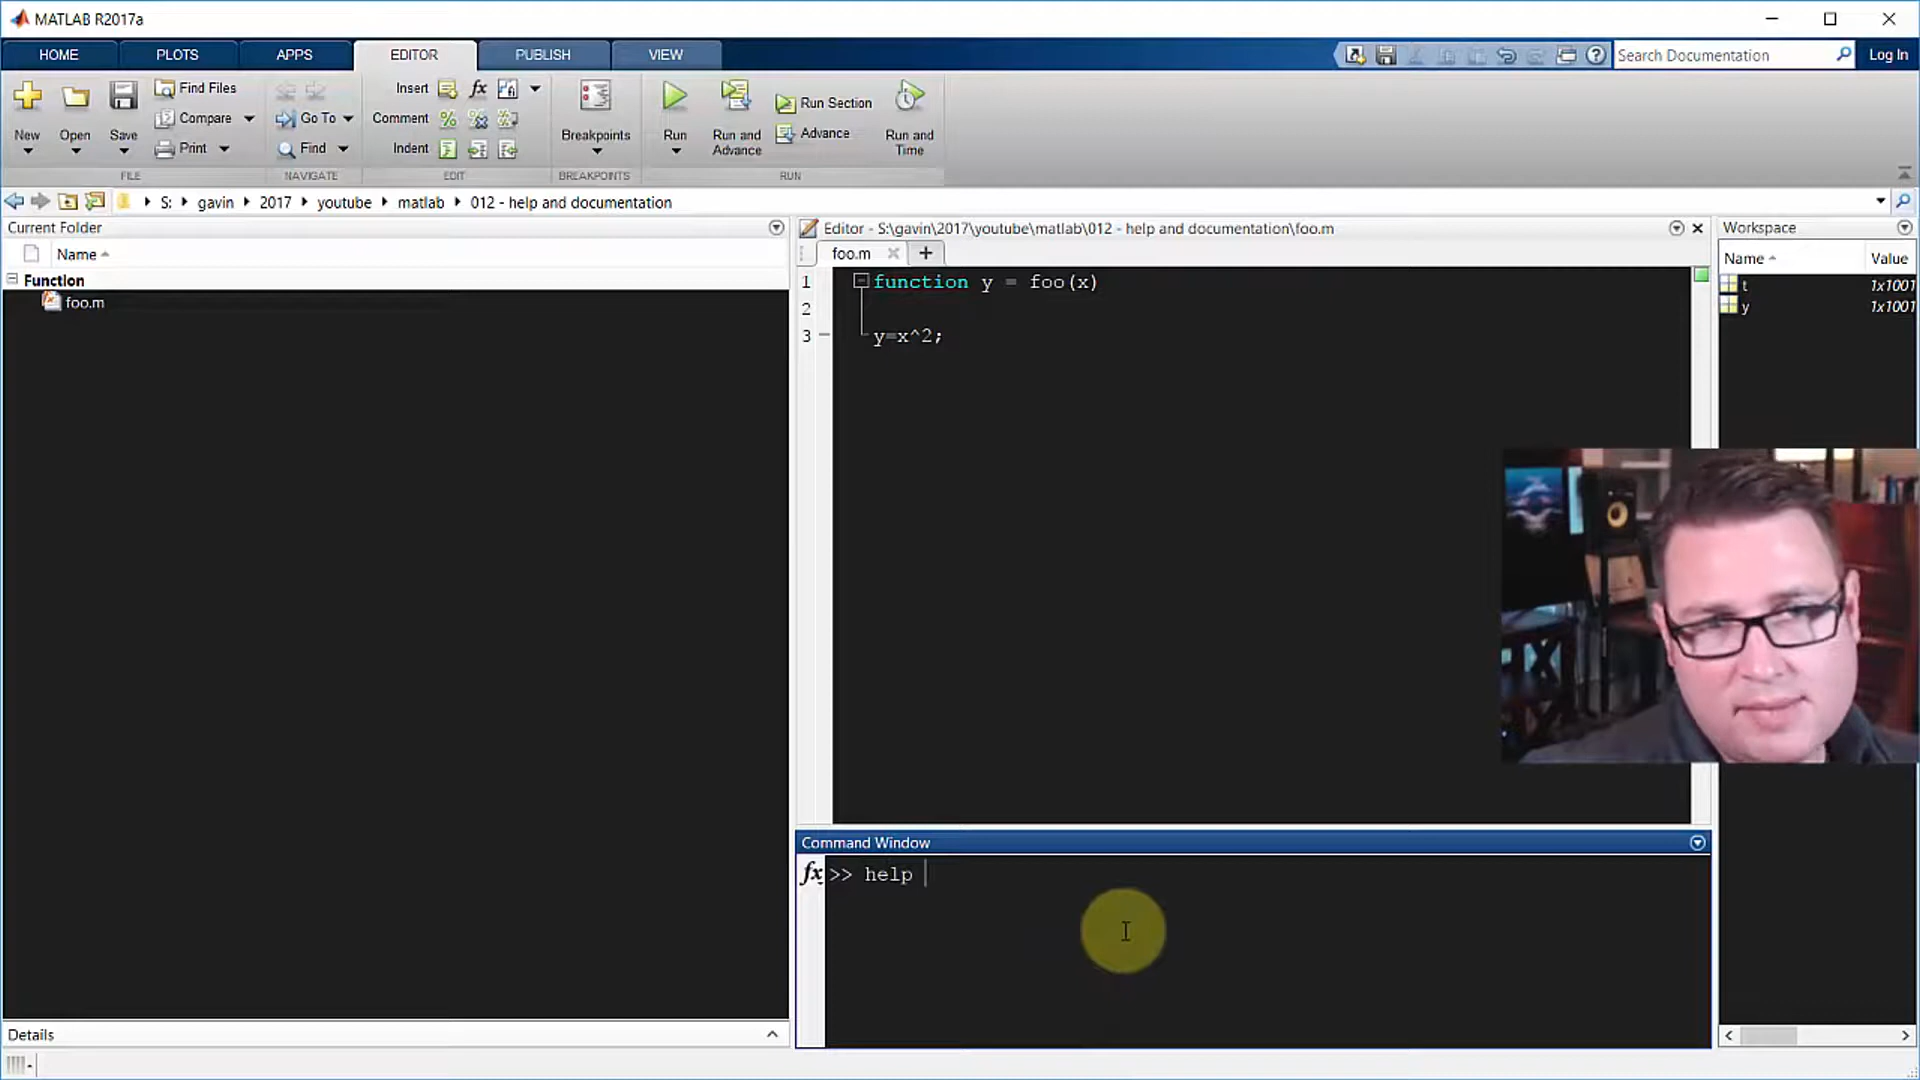 MATLAB R2017a
HOME PLOTS APPS EDITOR PUBLISH VIEW Search Documentation Log In
New Open Save Find Files Compare Print
Go To Find
Insert fx
Comment
Indent
Breakpoints
Run Run and Advance Run Section Advance Run and Time
FILE NAVIGATE EDIT BREAKPOINTS RUN
S: gavin 2017 youtube matlab 012 - help and documentation
Current Folder
Name
Function
foo.m
Details
Editor - S:\gavin\2017\youtube\matlab\012 - help and documentation\foo.m
foo.m
1 function y = foo(x)
2
3 y=x^2;
Command Window
fx >> help
Workspace
Name Value
t 1x1001
y 1x1001